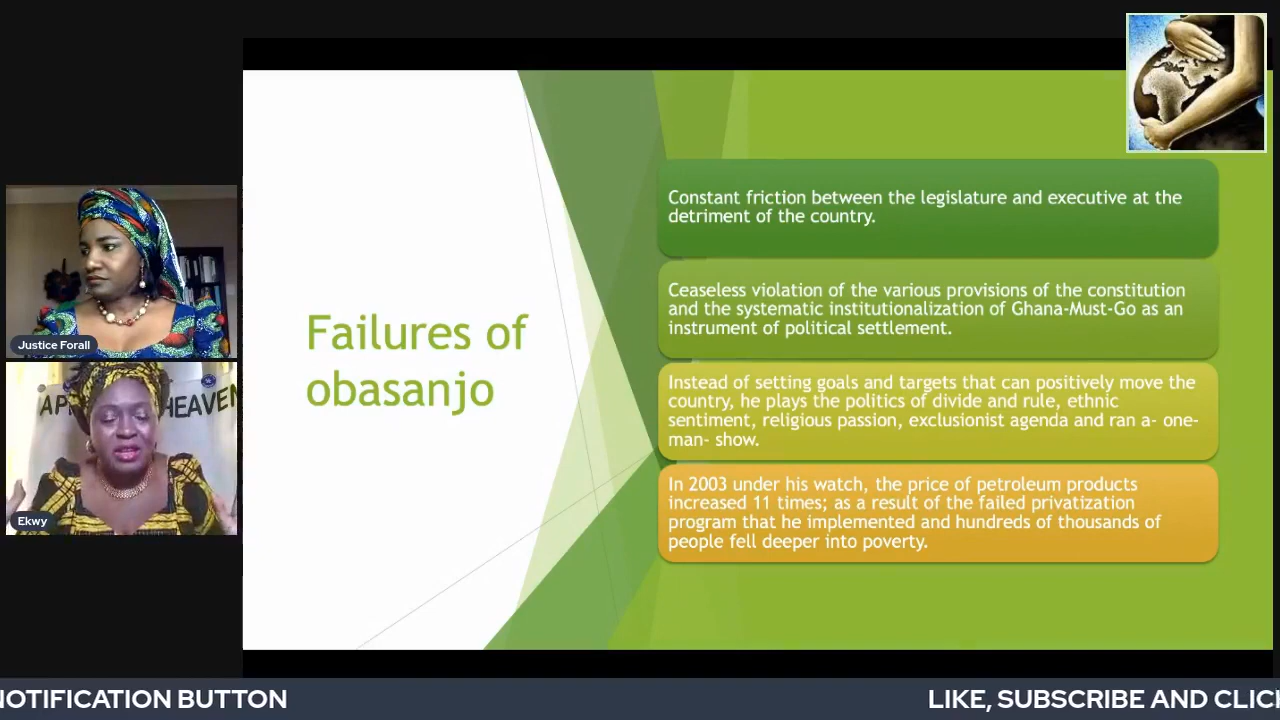 Failures of
obasanjo
Constant friction between the legislature and executive at the
detriment of the country.
Ceaseless violation of the various provisions of the constitution
and the systematic institutionalization of Ghana-Must-Go as an
instrument of political settlement.
Instead of setting goals and targets that can positively move the
country, he plays the politics of divide and rule, ethnic
sentiment, religious passion, exclusionist agenda and ran a- one-
man- show.
In 2003 under his watch, the price of petroleum products
increased 11 times; as a result of the failed privatization
program that he implemented and hundreds of thousands of
people fell deeper into poverty.
Justice Forall
HEAVEN
Ekwy
NOTIFICATION BUTTON
LIKE, SUBSCRIBE AND CLIC